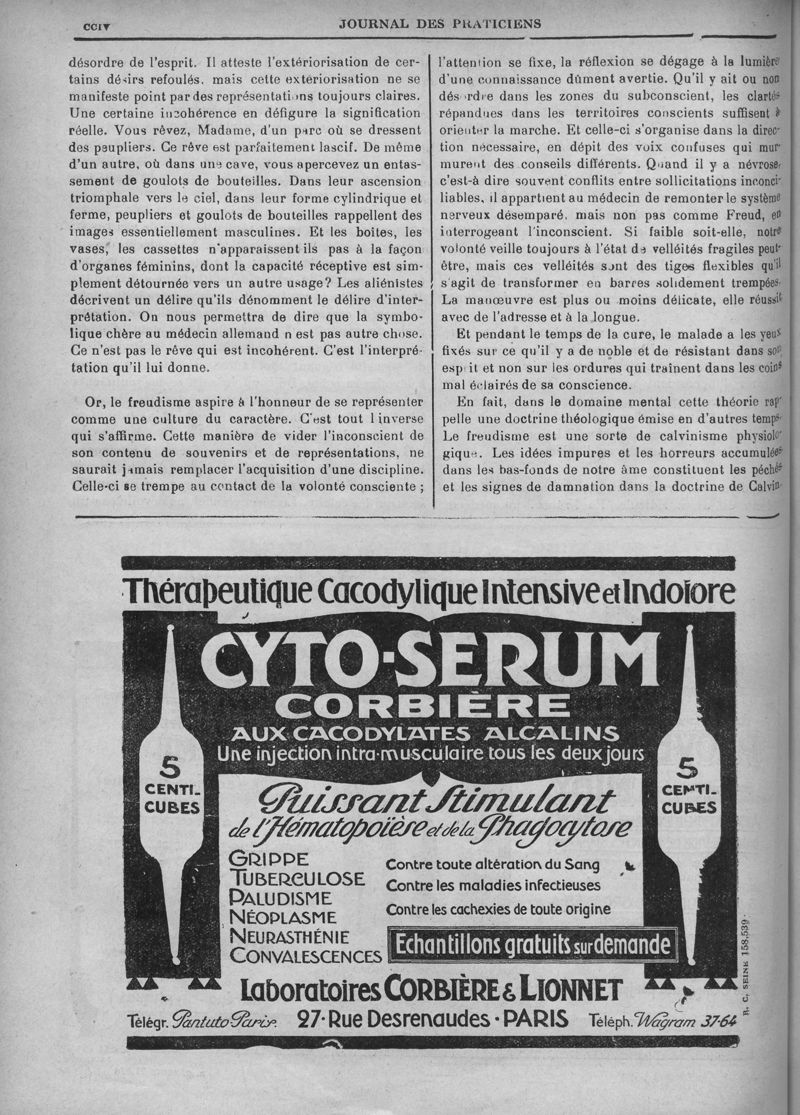 CCIV
JOURNAL DES PRATICIENS
désordre de l'esprit. Il atteste l'extériorisation de cer-
tains désirs refoulés, mais cette extériorisation ne se
manifeste point par des représentations toujours claires.
Une certaine incohérence en défigure la signification
réelle. Vous rêvez, Madame, d'un parc où se dressent
des peupliers. Ce rêve est parfaitement lascif. De même
d'un autre, où dans une cave, vous apercevez un entas-
sement de goulots de bouteilles. Dans leur ascension
triomphale vers le ciel, dans leur forme cylindrique et
ferme, peupliers et goulots de bouteilles rappellent des
images essentiellement masculines. Et les boîtes, les
vases, les cassettes n'apparaissent ils pas à la façon
d'organes féminins, dont la capacité réceptive est sim-
plement détournée vers un autre usage? Les aliénistes
décrivent un délire qu'ils dénomment le délire d'inter-
prétation. On nous permettra de dire que la symbo-
lique chère au médecin allemand n est pas autre chose.
Ce n'est pas le rêve qui est incohérent. C'est l'interpré-
tation qu'il lui donne.
Or, le freudisme aspire à l'honneur de se représenter
comme une culture du caractère. C'est tout l inverse
qui s'affirme. Cette manière de vider l'inconscient de
son contenu de souvenirs et de représentations, ne
saurait jamais remplacer l'acquisition d'une discipline.
Celle-ci se trempe au contact de la volonté consciente ;
l'attention se fixe, la réflexion se dégage à la lumière
d'une connaissance dûment avertie. Qu'il y ait ou non
désordre dans les zones du subconscient, les clartés
répandues dans les territoires conscients suffisent à
orienter la marche. Et celle-ci s'organise dans la direc-
tion nécessaire, en dépit des voix confuses qui mur
murent des conseils différents. Quand il y a névrose,
c'est-à dire souvent conflits entre sollicitations inconci-
liables, il appartient au médecin de remonter le système
nerveux désemparé, mais non pas comme Freud, en
interrogeant l'inconscient. Si faible soit-elle, notre
volonté veille toujours à l'état de velléités fragiles peut-
être, mais ces velléités sont des tiges flexibles qu'il
s'agit de transformer en barres solidement trempées.
La manœuvre est plus ou moins délicate, elle réussit
avec de l'adresse et à la longue.
Et pendant le temps de la cure, le malade a les yeux
fixés sur ce qu'il y a de noble et de résistant dans son
esprit et non sur les ordures qui traînent dans les coins
mal éclairés de sa conscience.
En fait, dans le domaine mental cette théorie rap
pelle une doctrine théologique émise en d'autres temps.
Le freudisme est une sorte de calvinisme physiolo-
gique. Les idées impures et les horreurs accumulées
dans les bas-fonds de notre âme constituent les péchés
et les signes de damnation dans la doctrine de Calvin.
Thérapeutique Cacodylique Intensive et Indolore
CYTO-SERUM
CORBIÈRE
AUX CACODYLATES ALCALINS
Une injection intra-musculaire tous les deux jours
5
CENTI-
CUBES
5
CENTI-
CUBES
Puissant Stimulant
de l'Hématopoïèse et de la Phagocytose
GRIPPE
TUBERCULOSE
PALUDISME
NÉOPLASME
NEURASTHÉNIE
CONVALESCENCES
Contre toute altération du Sang
Contre les maladies infectieuses
Contre les cachexies de toute origine
Echantillons gratuits sur demande
Laboratoires CORBIÈRE & LIONNET
Télégr. Pantuto Paris. 27·Rue Desrenaudes·PARIS Téléph. Wagram 37-64
R. C. SEINE 158.539.